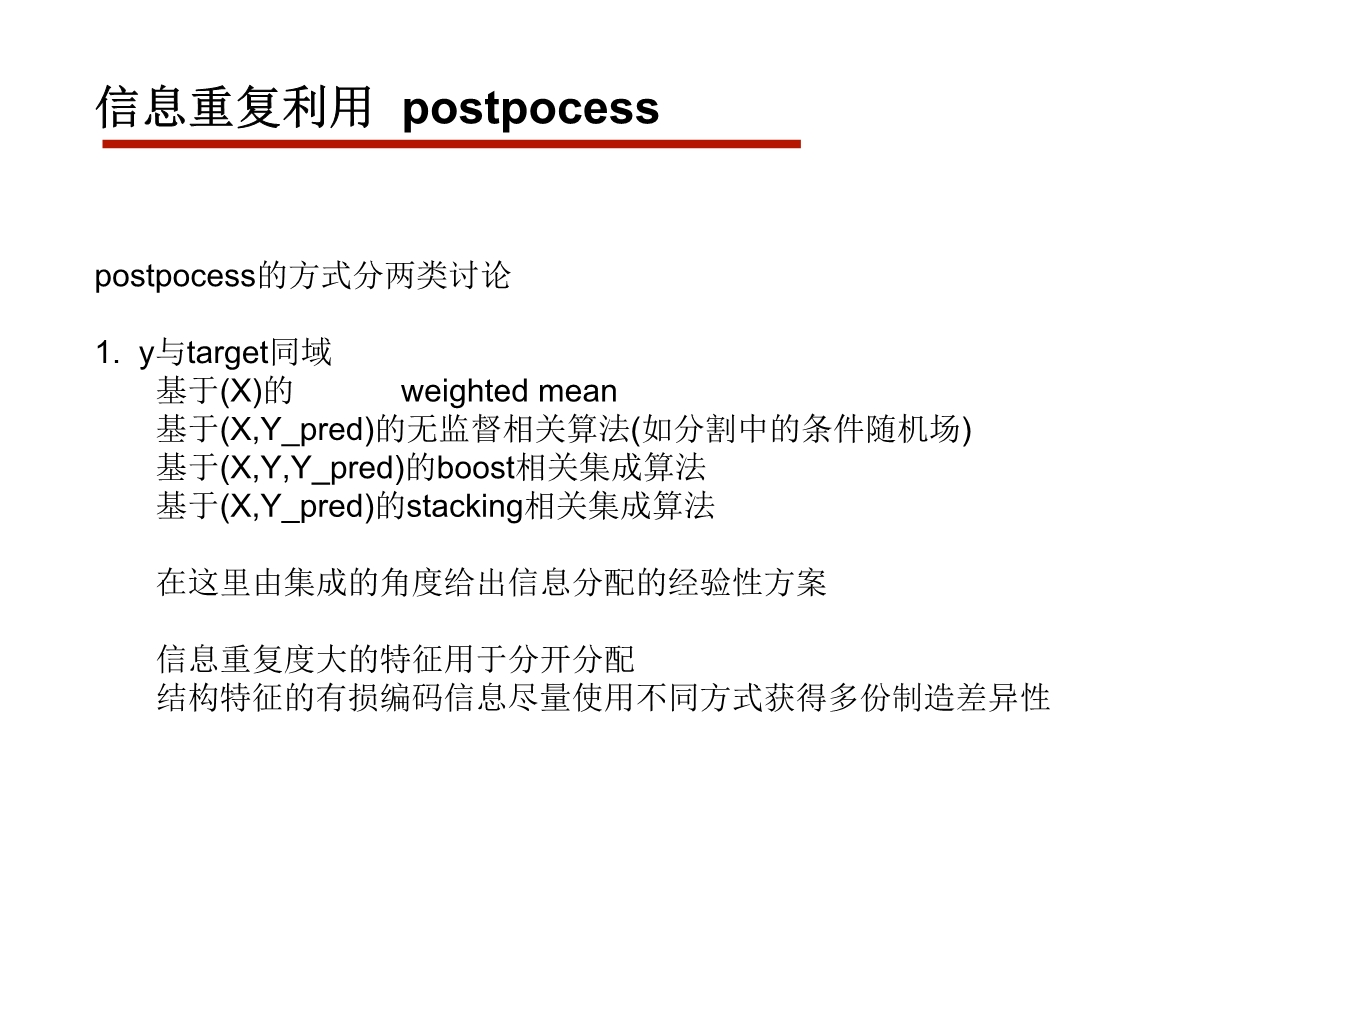 信息重复利用 postpocess
postpocess的方式分两类讨论
1. y与target同域
基于(X)的 weighted mean
基于(X,Y_pred)的无监督相关算法(如分割中的条件随机场)
基于(X,Y,Y_pred)的boost相关集成算法
基于(X,Y_pred)的stacking相关集成算法
在这里由集成的角度给出信息分配的经验性方案
信息重复度大的特征用于分开分配
结构特征的有损编码信息尽量使用不同方式获得多份制造差异性